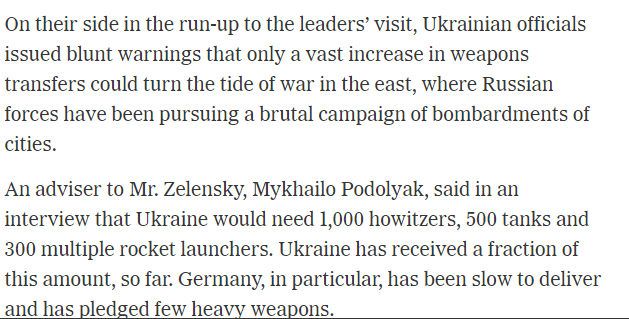 On their side in the run-up to the leaders’ visit, Ukrainian officials
issued blunt warnings that only a vast increase in weapons
transfers could turn the tide of war in the east, where Russian
forces have been pursuing a brutal campaign of bombardments of
cities.
An adviser to Mr. Zelensky, Mykhailo Podolyak, said in an
interview that Ukraine would need 1,000 howitzers, 500 tanks and
300 multiple rocket launchers. Ukraine has received a fraction of
this amount, so far. Germany, in particular, has been slow to deliver
and has pledged few heavy weapons.